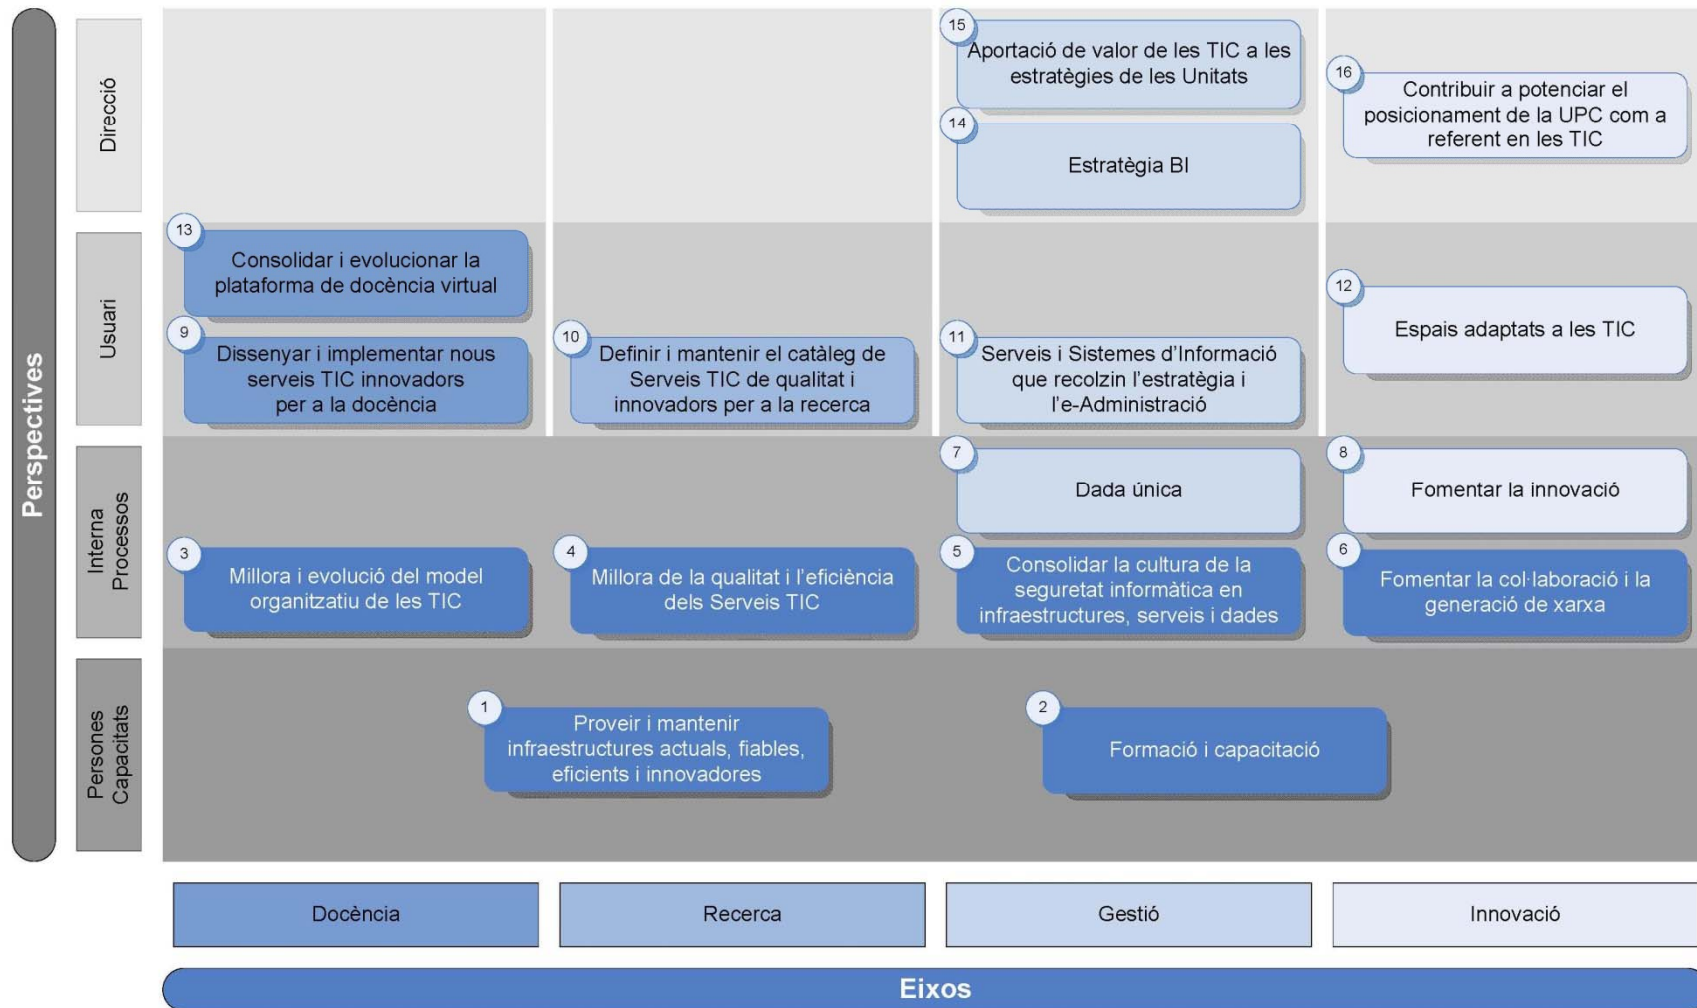 Perspectives
Direcció
15
Aportació de valor de les TIC a les
estratègies de les Unitats
14
Estratègia BI
16
Contribuir a potenciar el
posicionament de la UPC com a
referent en les TIC
Usuari
13
Consolidar i evolucionar la
plataforma de docència virtual
9
Dissenyar i implementar nous
serveis TIC innovadors
per a la docència
10
Definir i mantenir el catàleg de
Serveis TIC de qualitat i
innovadors per a la recerca
11
Serveis i Sistemes d’Informació
que recolzin l’estratègia i
l’e-Administració
12
Espais adaptats a les TIC
Interna
Processos
7
Dada única
8
Fomentar la innovació
3
Millora i evolució del model
organitzatiu de les TIC
4
Millora de la qualitat i l’eficiència
dels Serveis TIC
5
Consolidar la cultura de la
seguretat informàtica en
infraestructures, serveis i dades
6
Fomentar la col·laboració i la
generació de xarxa
Persones
Capacitats
1
Proveir i mantenir
infraestructures actuals, fiables,
eficients i innovadores
2
Formació i capacitació
Docència
Recerca
Gestió
Innovació
Eixos